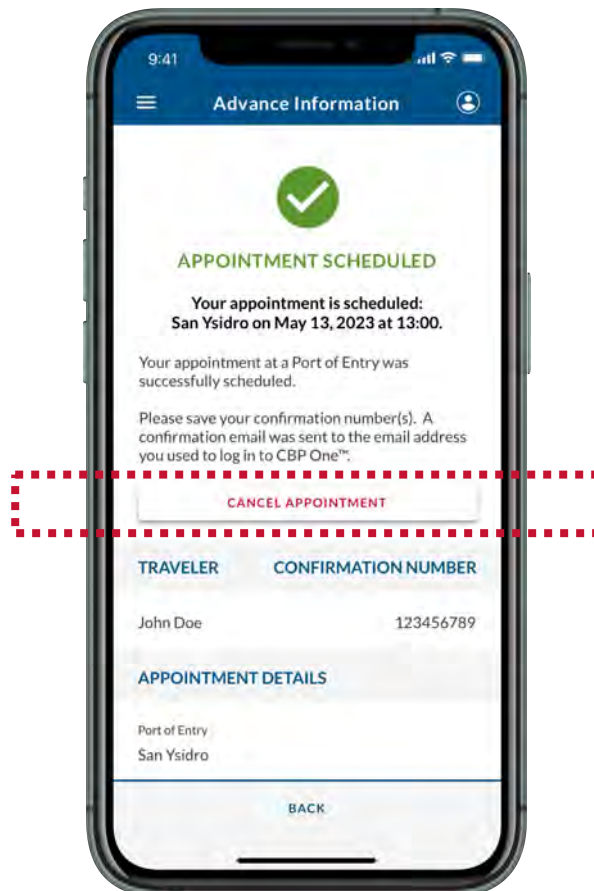 9:41
Advance Information
APPOINTMENT SCHEDULED
Your appointment is scheduled:
San Ysidro on May 13, 2023 at 13:00.
Your appointment at a Port of Entry was
successfully scheduled.
Please save your confirmation number(s). A
confirmation email was sent to the email address
you used to log in to CBP One™.
CANCEL APPOINTMENT
TRAVELER CONFIRMATION NUMBER
John Doe 123456789
APPOINTMENT DETAILS
Port of Entry
San Ysidro
BACK